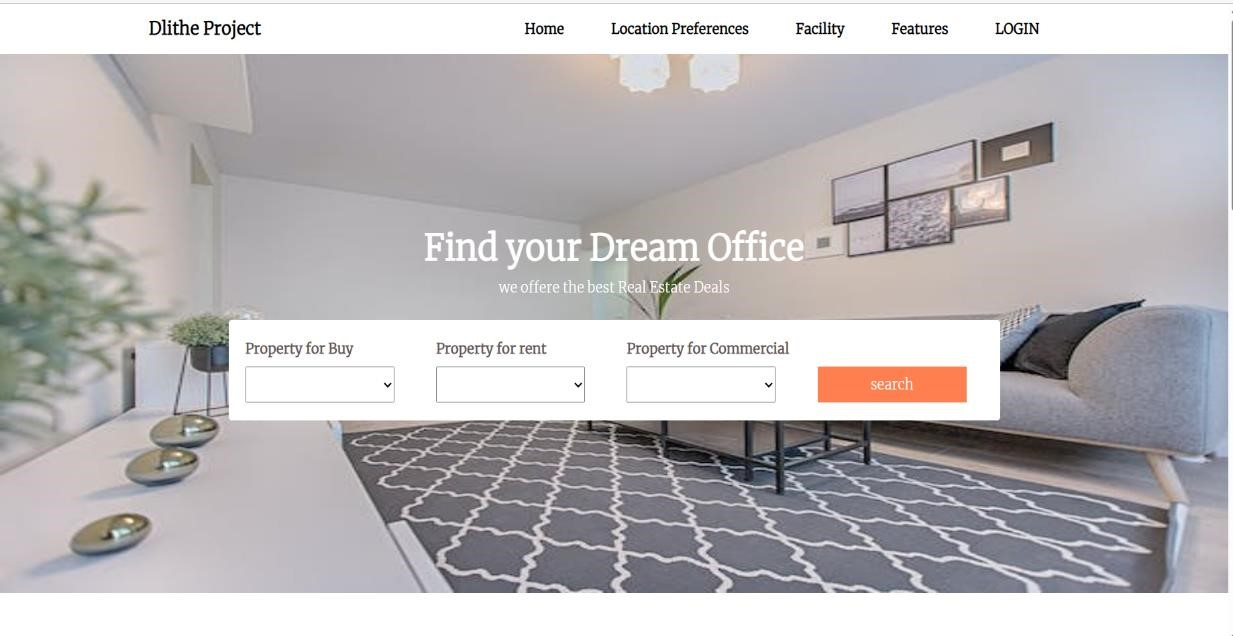 Dlithe Project Home Location Preferences Facility Features LOGIN
Find your Dream Office
we offere the best Real Estate Deals
Property for Buy Property for rent Property for Commercial
search